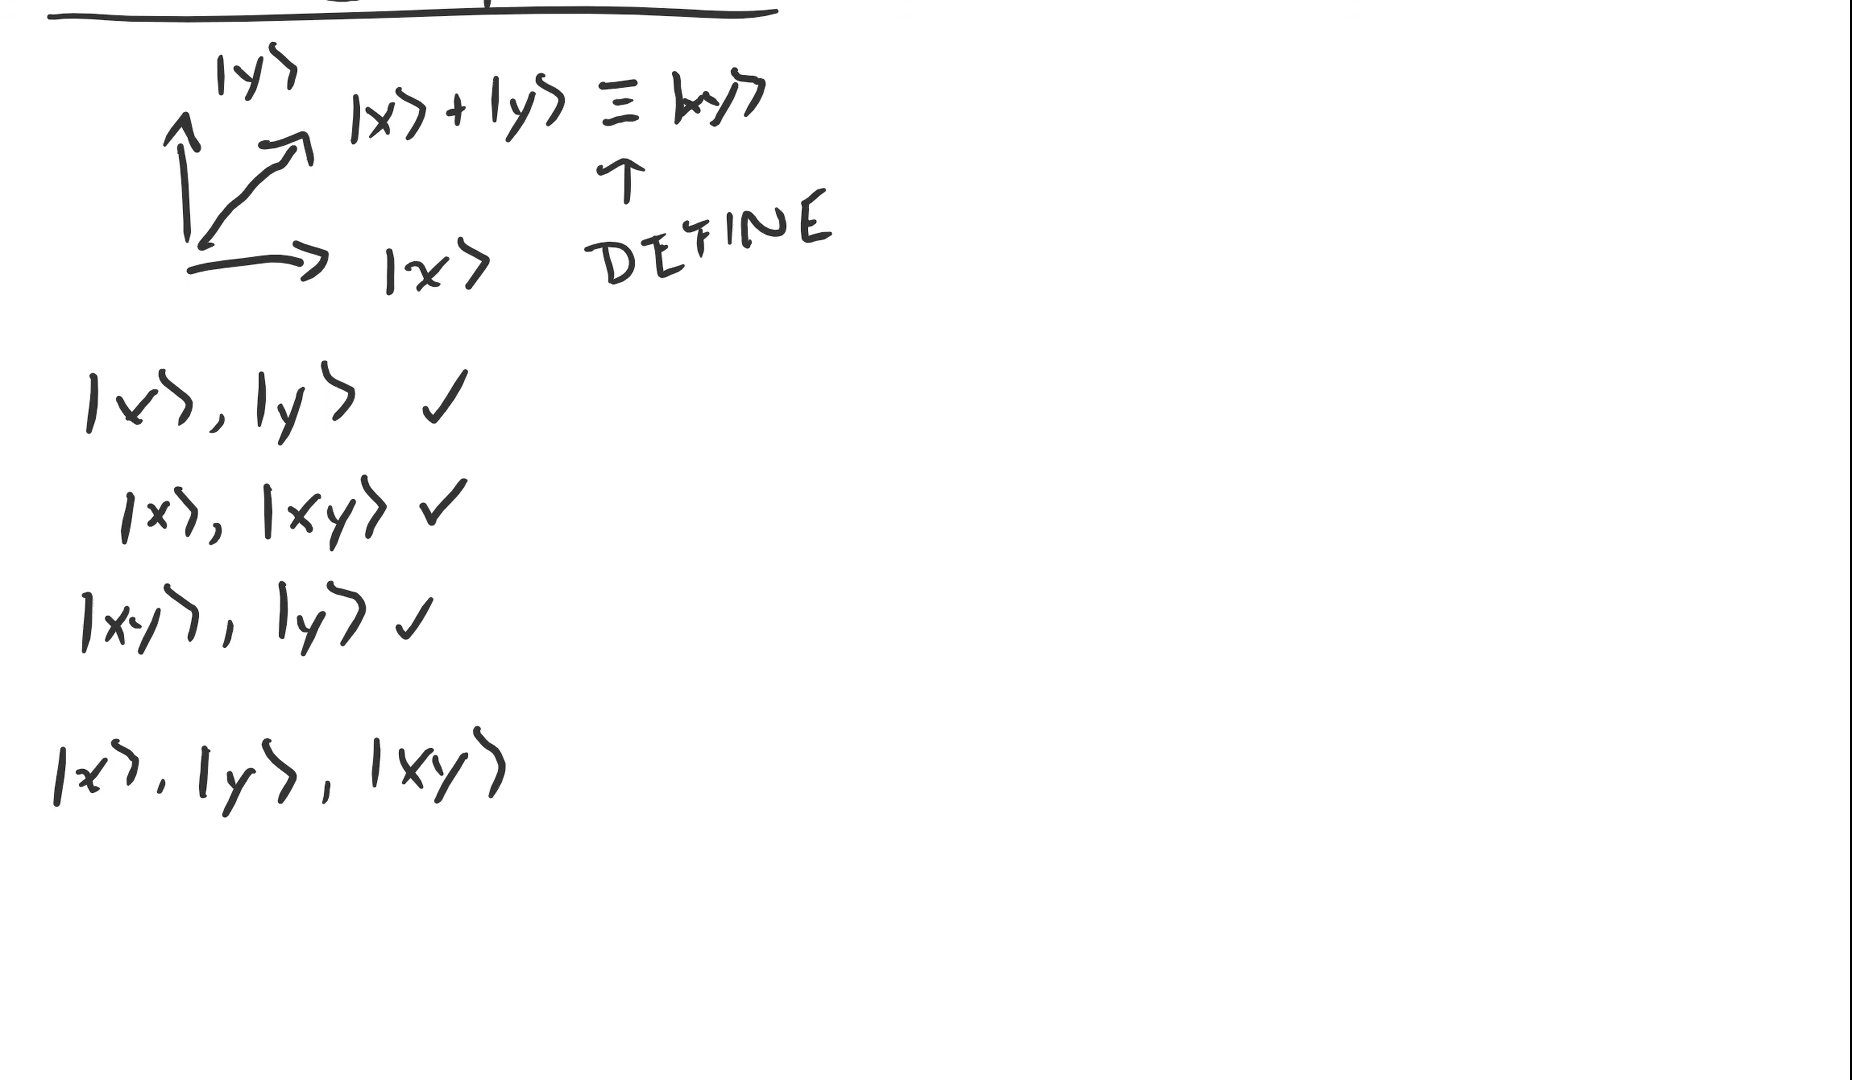 |y⟩
|x⟩ + |y⟩ ≡ |xy⟩
↑
|x⟩ DEFINE
|x⟩, |y⟩ ✓
|x⟩, |xy⟩ ✓
|xy⟩, |y⟩ ✓
|x⟩, |y⟩, |xy⟩